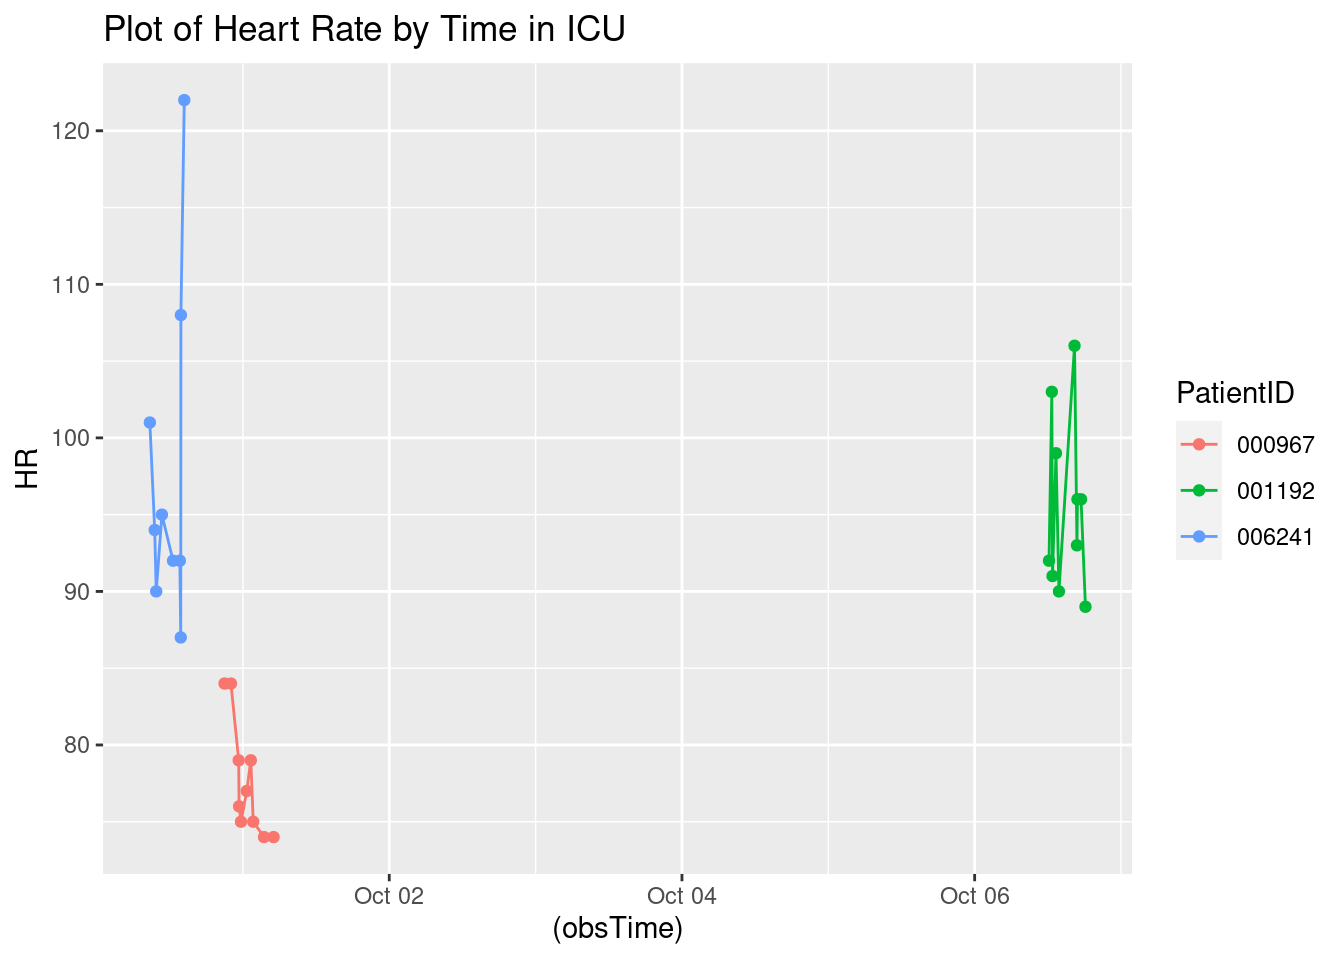 Plot of Heart Rate by Time in ICU
120
110
100
90
80
HR
Oct 02
Oct 04
Oct 06
(obsTime)
PatientID
000967
001192
006241